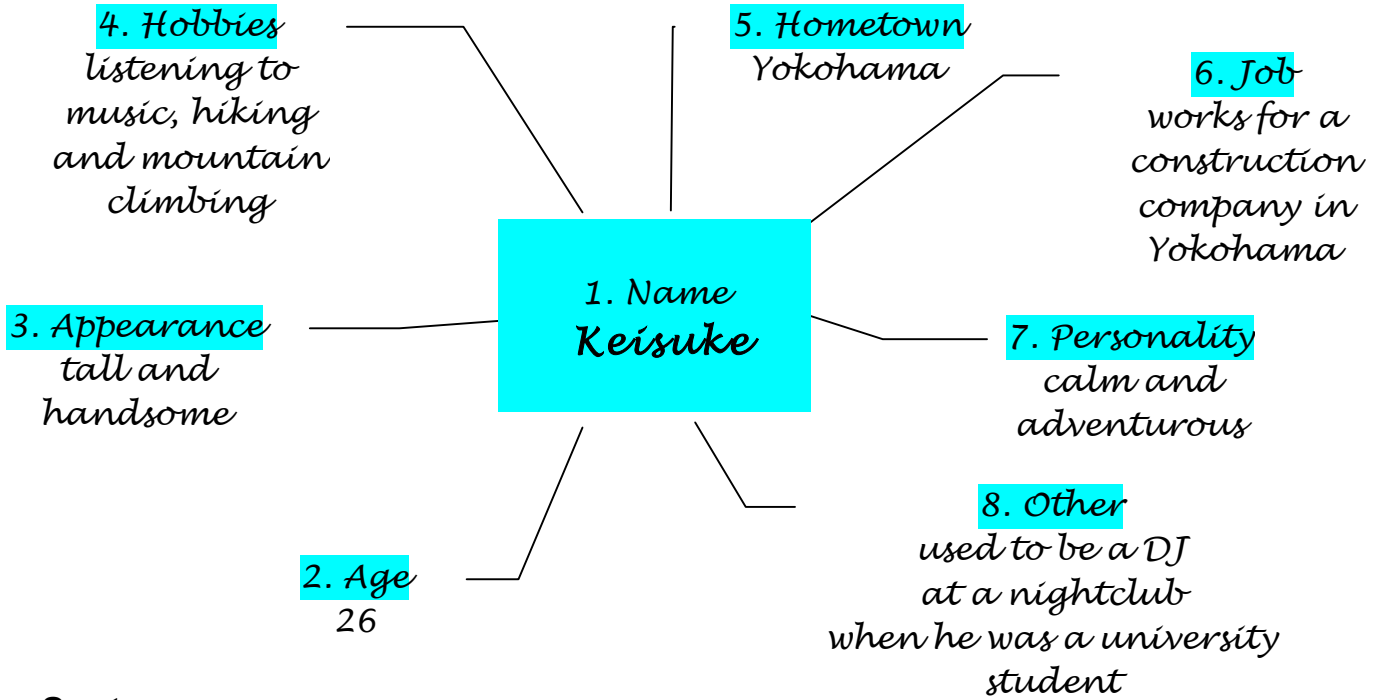 1. Name
Keisuke
2. Age
26
3. Appearance
tall and
handsome
4. Hobbies
listening to
music, hiking
and mountain
climbing
5. Hometown
Yokohama
6. Job
works for a
construction
company in
Yokohama
7. Personality
calm and
adventurous
8. Other
used to be a DJ
at a nightclub
when he was a university
student